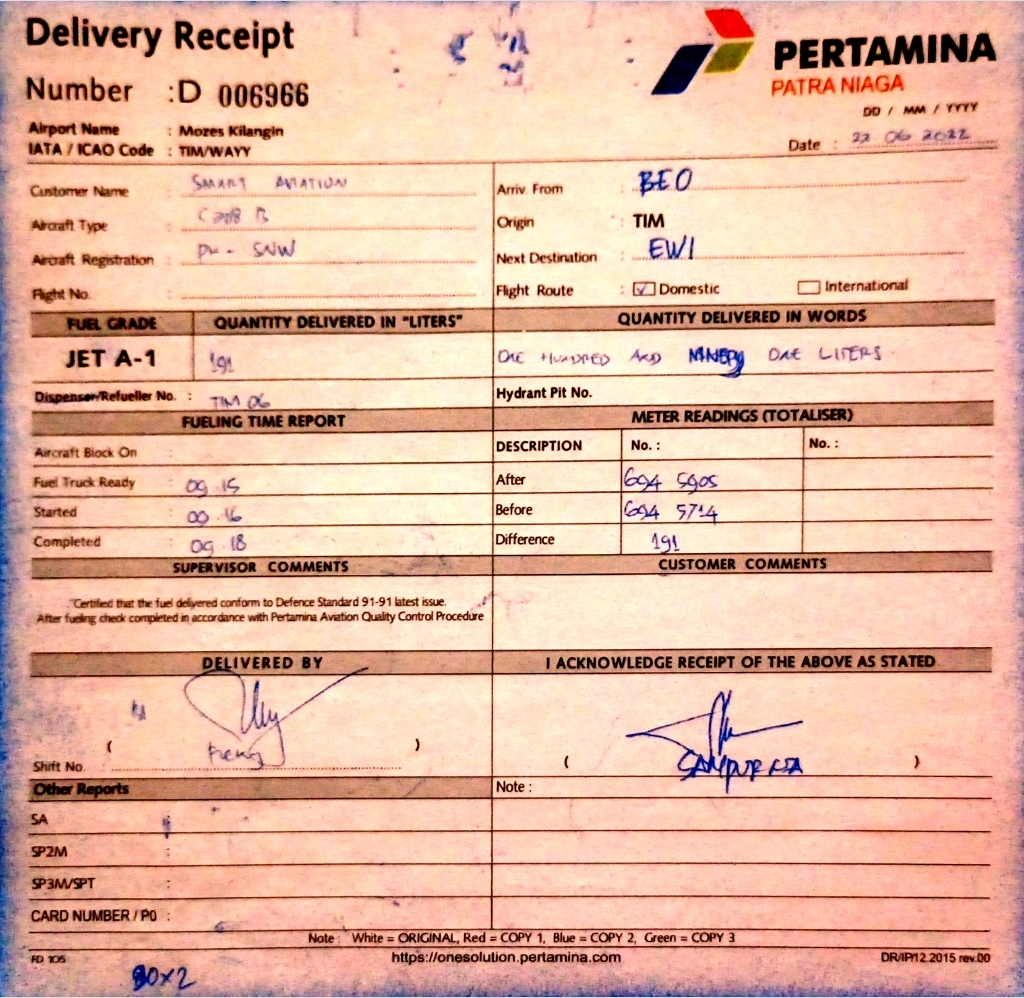 Delivery Receipt
PERTAMINA
PATRA NIAGA
Number :D 006966
DD / MM / YYYY
Airport Name : Mozes Kilangin
IATA / ICAO Code : TIM/WAYY
Date : 22 06 2022
Customer Name : SMART AVIATION
Arriv. From : BEO
Aircraft Type : C208 B
Origin : TIM
Aircraft Registration : PK - SNW
Next Destination : EWI
Flight No. :
Flight Route : Domestic International
FUEL GRADE QUANTITY DELIVERED IN "LITERS" QUANTITY DELIVERED IN WORDS
JET A-1 191 ONE HUNDRED AND NINETY ONE LITERS
Dispenser/Refueller No. : TIM 06 Hydrant Pit No.
FUELING TIME REPORT METER READINGS (TOTALISER)
Aircraft Block On : DESCRIPTION No. : No. :
Fuel Truck Ready : 09 15 After 694 5905
Started : 09 16 Before 694 5714
Completed : 09 18 Difference 191
SUPERVISOR COMMENTS CUSTOMER COMMENTS
"Certified that the fuel delivered conform to Defence Standard 91-91 latest issue.
After fueling check completed in accordance with Pertamina Aviation Quality Control Procedure
DELIVERED BY I ACKNOWLEDGE RECEIPT OF THE ABOVE AS STATED
Shift No. ( ) ( )
Other Reports Note :
SA :
SP2M :
SP3M/SPT :
CARD NUMBER / PO :
Note : White = ORIGINAL, Red = COPY 1, Blue = COPY 2, Green = COPY 3
FD 105 https://onesolution.pertamina.com DR/IP/12.2015 rev.00
80x2